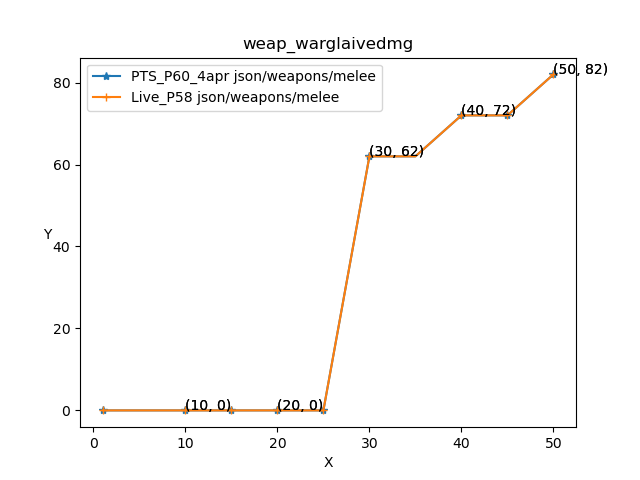 weap_warglaivedmg
PTS_P60_4apr json/weapons/melee
Live_P58 json/weapons/melee
(50, 82)
80
(40, 72)
(30, 62)
60
Y
40
20
(10, 0)
(20, 0)
0
0 10 20 30 40 50
X